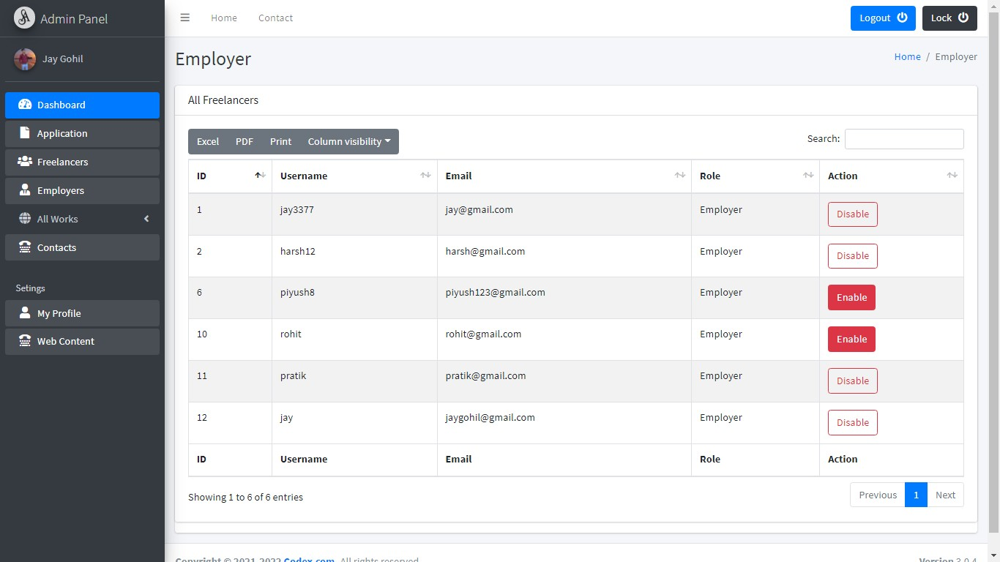 Admin Panel
Home Contact
Logout Lock
Jay Gohil
Dashboard
Application
Freelancers
Employers
All Works
Contacts
Setings
My Profile
Web Content
Employer
Home / Employer
All Freelancers
Excel PDF Print Column visibility
Search:
ID Username Email Role Action
1 jay3377 jay@gmail.com Employer Disable
2 harsh12 harsh@gmail.com Employer Disable
6 piyush8 piyush123@gmail.com Employer Enable
10 rohit rohit@gmail.com Employer Enable
11 pratik pratik@gmail.com Employer Disable
12 jay jaygohil@gmail.com Employer Disable
ID Username Email Role Action
Showing 1 to 6 of 6 entries
Previous 1 Next
Copyright © 2021-2022 Codex.com. All rights reserved.
Version 3.0.4